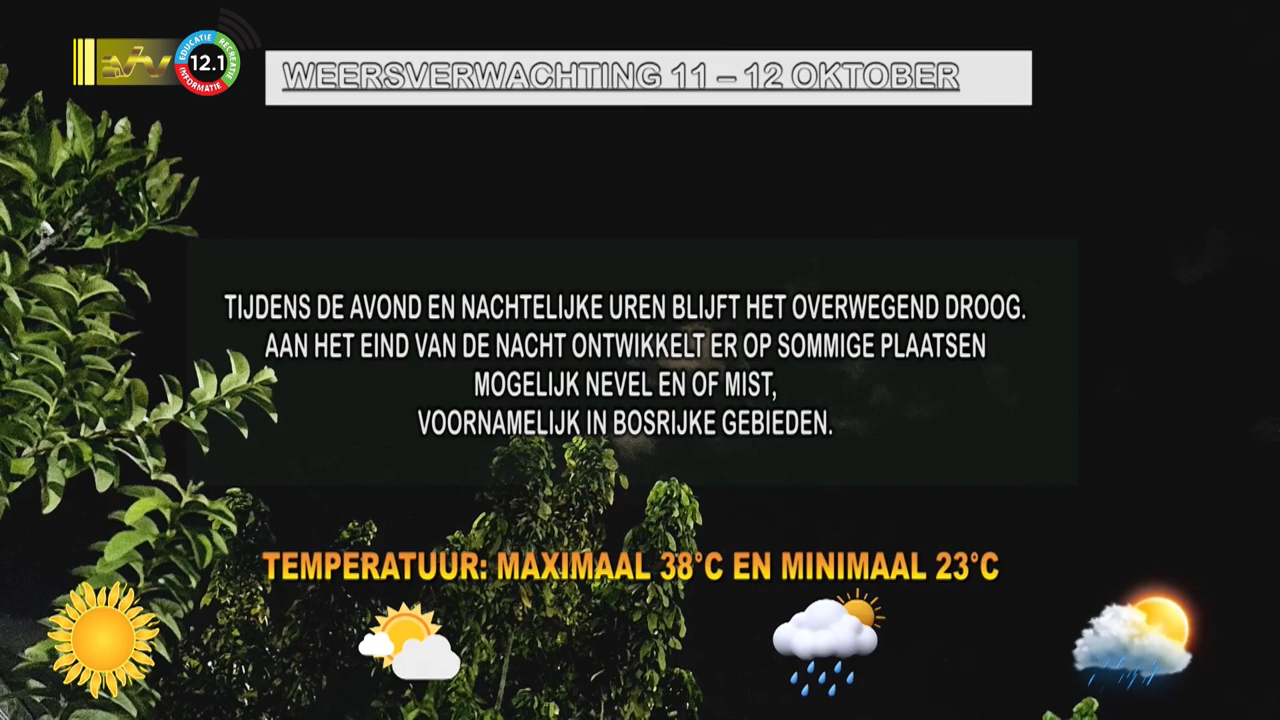 12.1
EDUCATIE
RECREATIE
INFORMATIE
WEERSVERWACHTING 11 – 12 OKTOBER
TIJDENS DE AVOND EN NACHTELIJKE UREN BLIJFT HET OVERWEGEND DROOG.
AAN HET EIND VAN DE NACHT ONTWIKKELT ER OP SOMMIGE PLAATSEN
MOGELIJK NEVEL EN OF MIST,
VOORNAMELIJK IN BOSRIJKE GEBIEDEN.
TEMPERATUUR: MAXIMAAL 38°C EN MINIMAAL 23°C